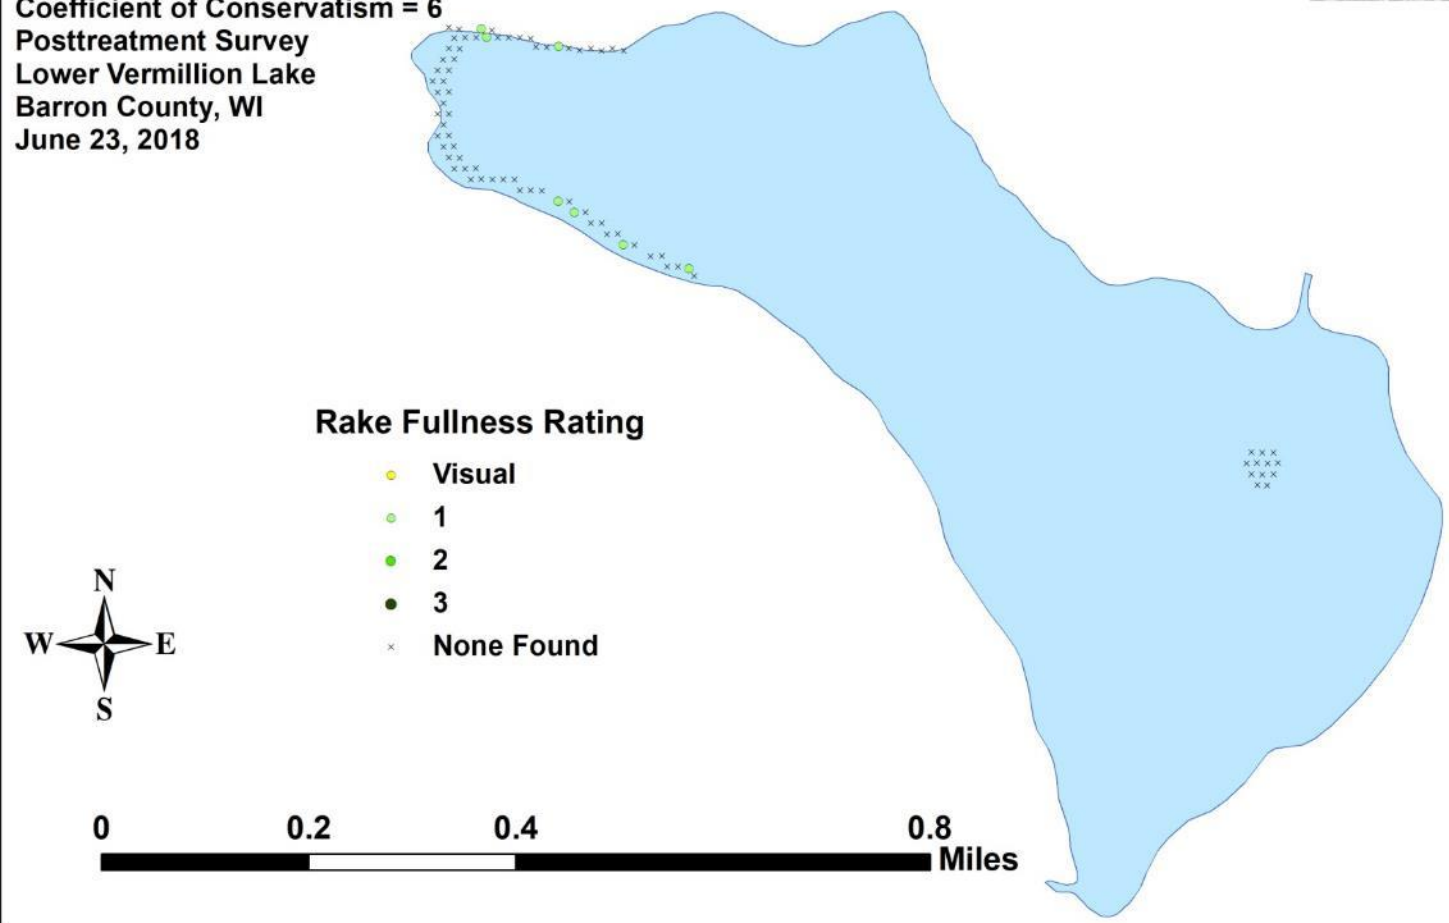 Coefficient of Conservatism = 6
Posttreatment Survey
Lower Vermillion Lake
Barron County, WI
June 23, 2018
Rake Fullness Rating
Visual
1
2
3
None Found
N
W E
S
0 0.2 0.4 0.8
Miles